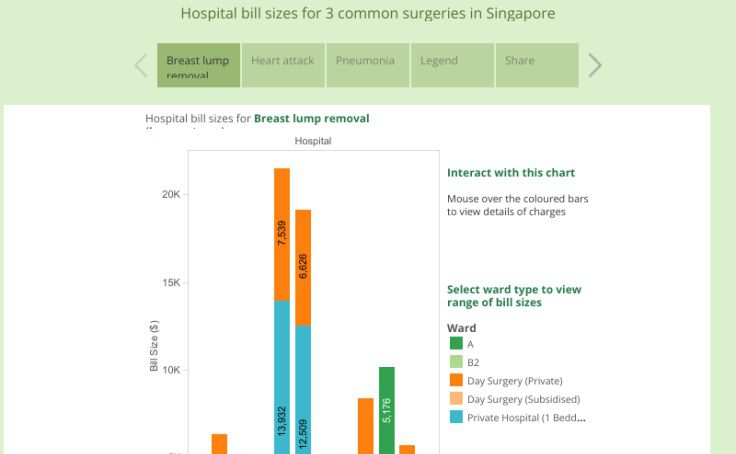 Hospital bill sizes for 3 common surgeries in Singapore
Breast lump
removal
Heart attack
Pneumonia
Legend
Share
Hospital bill sizes for Breast lump removal
Hospital
20K
15K
10K
Bill Size ($)
7,539
6,626
13,932
12,509
5,176
Interact with this chart
Mouse over the coloured bars
to view details of charges
Select ward type to view
range of bill sizes
Ward
A
B2
Day Surgery (Private)
Day Surgery (Subsidised)
Private Hospital (1 Bedd...